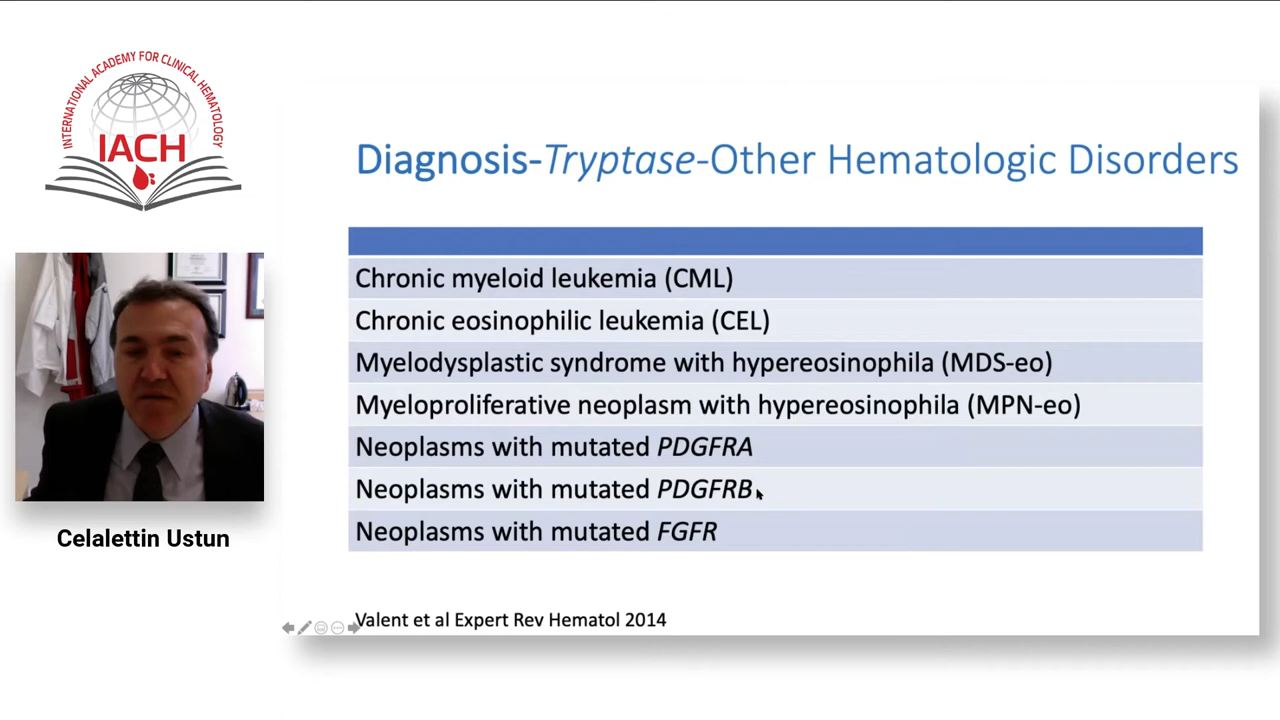 INTERNATIONAL ACADEMY FOR CLINICAL HEMATOLOGY
IACH
Celalettin Ustun
Diagnosis-Tryptase-Other Hematologic Disorders
Chronic myeloid leukemia (CML)
Chronic eosinophilic leukemia (CEL)
Myelodysplastic syndrome with hypereosinophila (MDS-eo)
Myeloproliferative neoplasm with hypereosinophila (MPN-eo)
Neoplasms with mutated PDGFRA
Neoplasms with mutated PDGFRB
Neoplasms with mutated FGFR
Valent et al Expert Rev Hematol 2014